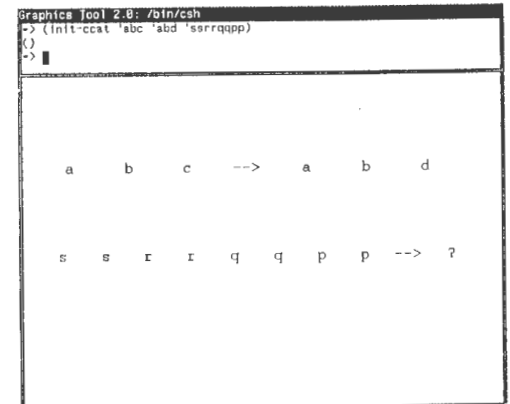 Graphics Tool 2.0: /bin/csh
-> (init-ccat 'abc 'abd 'ssrrqqpp)
()
->
a b c --> a b d
s s r r q q p p --> ?